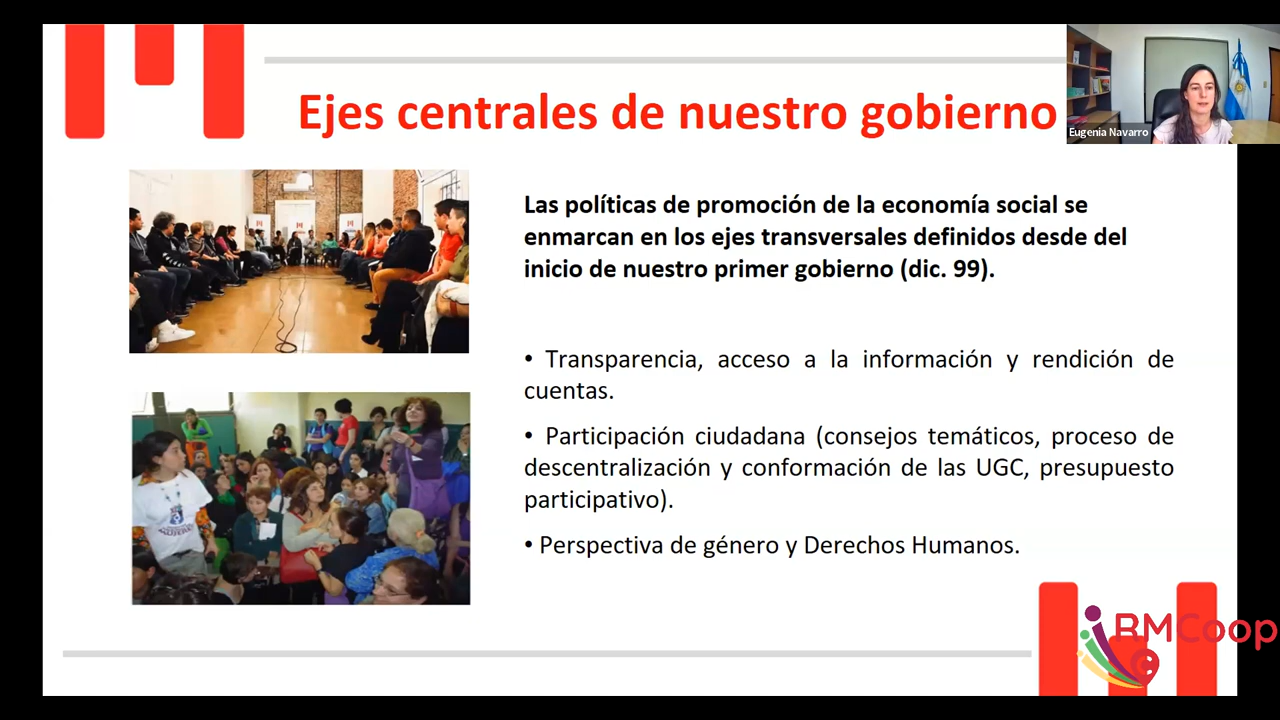 Ejes centrales de nuestro gobierno
Eugenia Navarro
Las políticas de promoción de la economía social se
enmarcan en los ejes transversales definidos desde del
inicio de nuestro primer gobierno (dic. 99).
• Transparencia, acceso a la información y rendición de
cuentas.
• Participación ciudadana (consejos temáticos, proceso de
descentralización y conformación de las UGC, presupuesto
participativo).
• Perspectiva de género y Derechos Humanos.
RMCoop